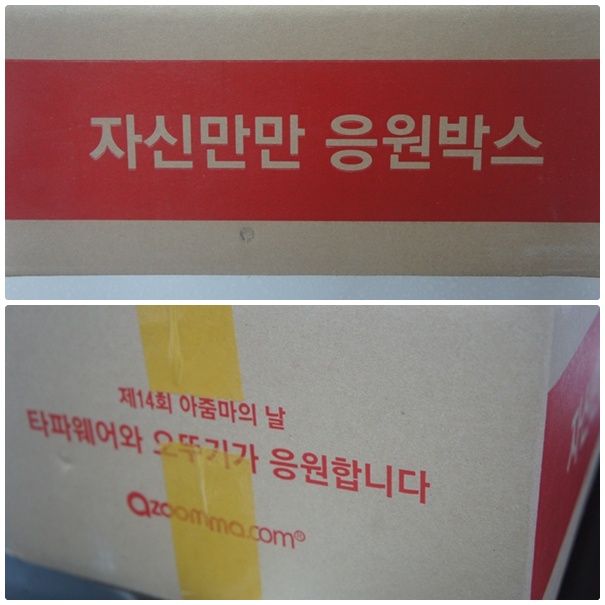 자신만만 응원박스
제14회 아줌마의 날
타파웨어와 오뚜기가 응원합니다
azoomma.com®